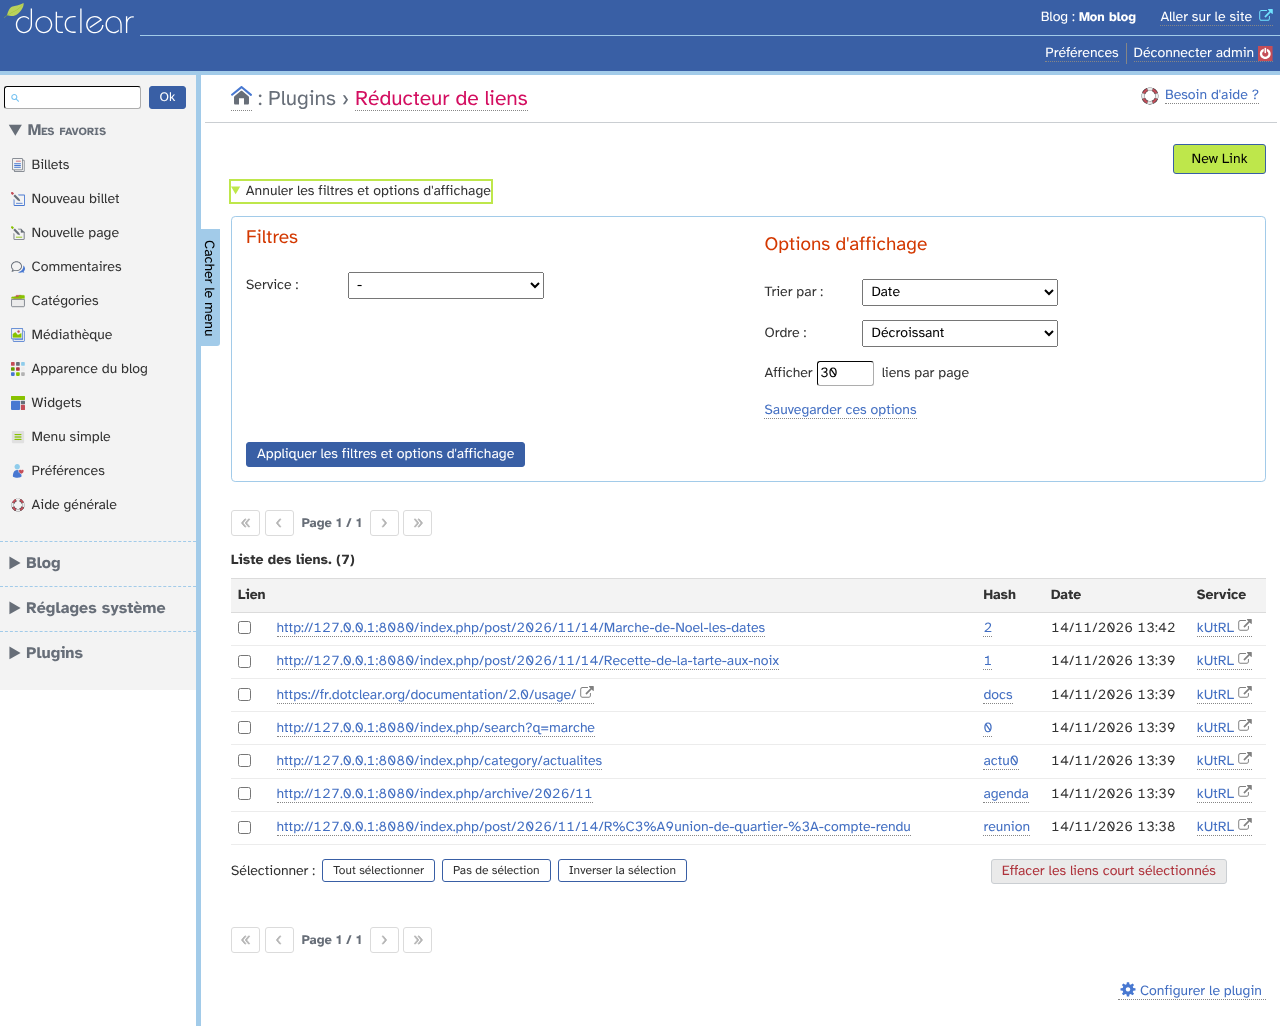 dotclear
Blog : Mon blog
Aller sur le site
Préférences
Déconnecter admin
Ok
Mes favoris
Billets
Nouveau billet
Nouvelle page
Commentaires
Catégories
Médiathèque
Apparence du blog
Widgets
Menu simple
Préférences
Aide générale
Blog
Réglages système
Plugins
Cacher le menu
: Plugins › Réducteur de liens
Besoin d'aide ?
New Link
Annuler les filtres et options d'affichage
Filtres
Service : -
Options d'affichage
Trier par : Date
Ordre : Décroissant
Afficher 30 liens par page
Sauvegarder ces options
Appliquer les filtres et options d'affichage
« ‹ Page 1 / 1 › »
Liste des liens. (7)
Lien Hash Date Service
http://127.0.0.1:8080/index.php/post/2026/11/14/Marche-de-Noel-les-dates 2 14/11/2026 13:42 kUtRL
http://127.0.0.1:8080/index.php/post/2026/11/14/Recette-de-la-tarte-aux-noix 1 14/11/2026 13:39 kUtRL
https://fr.dotclear.org/documentation/2.0/usage/ docs 14/11/2026 13:39 kUtRL
http://127.0.0.1:8080/index.php/search?q=marche 0 14/11/2026 13:39 kUtRL
http://127.0.0.1:8080/index.php/category/actualites actu0 14/11/2026 13:39 kUtRL
http://127.0.0.1:8080/index.php/archive/2026/11 agenda 14/11/2026 13:39 kUtRL
http://127.0.0.1:8080/index.php/post/2026/11/14/R%C3%A9union-de-quartier-%3A-compte-rendu reunion 14/11/2026 13:38 kUtRL
Sélectionner : Tout sélectionner Pas de sélection Inverser la sélection Effacer les liens court sélectionnés
« ‹ Page 1 / 1 › »
Configurer le plugin